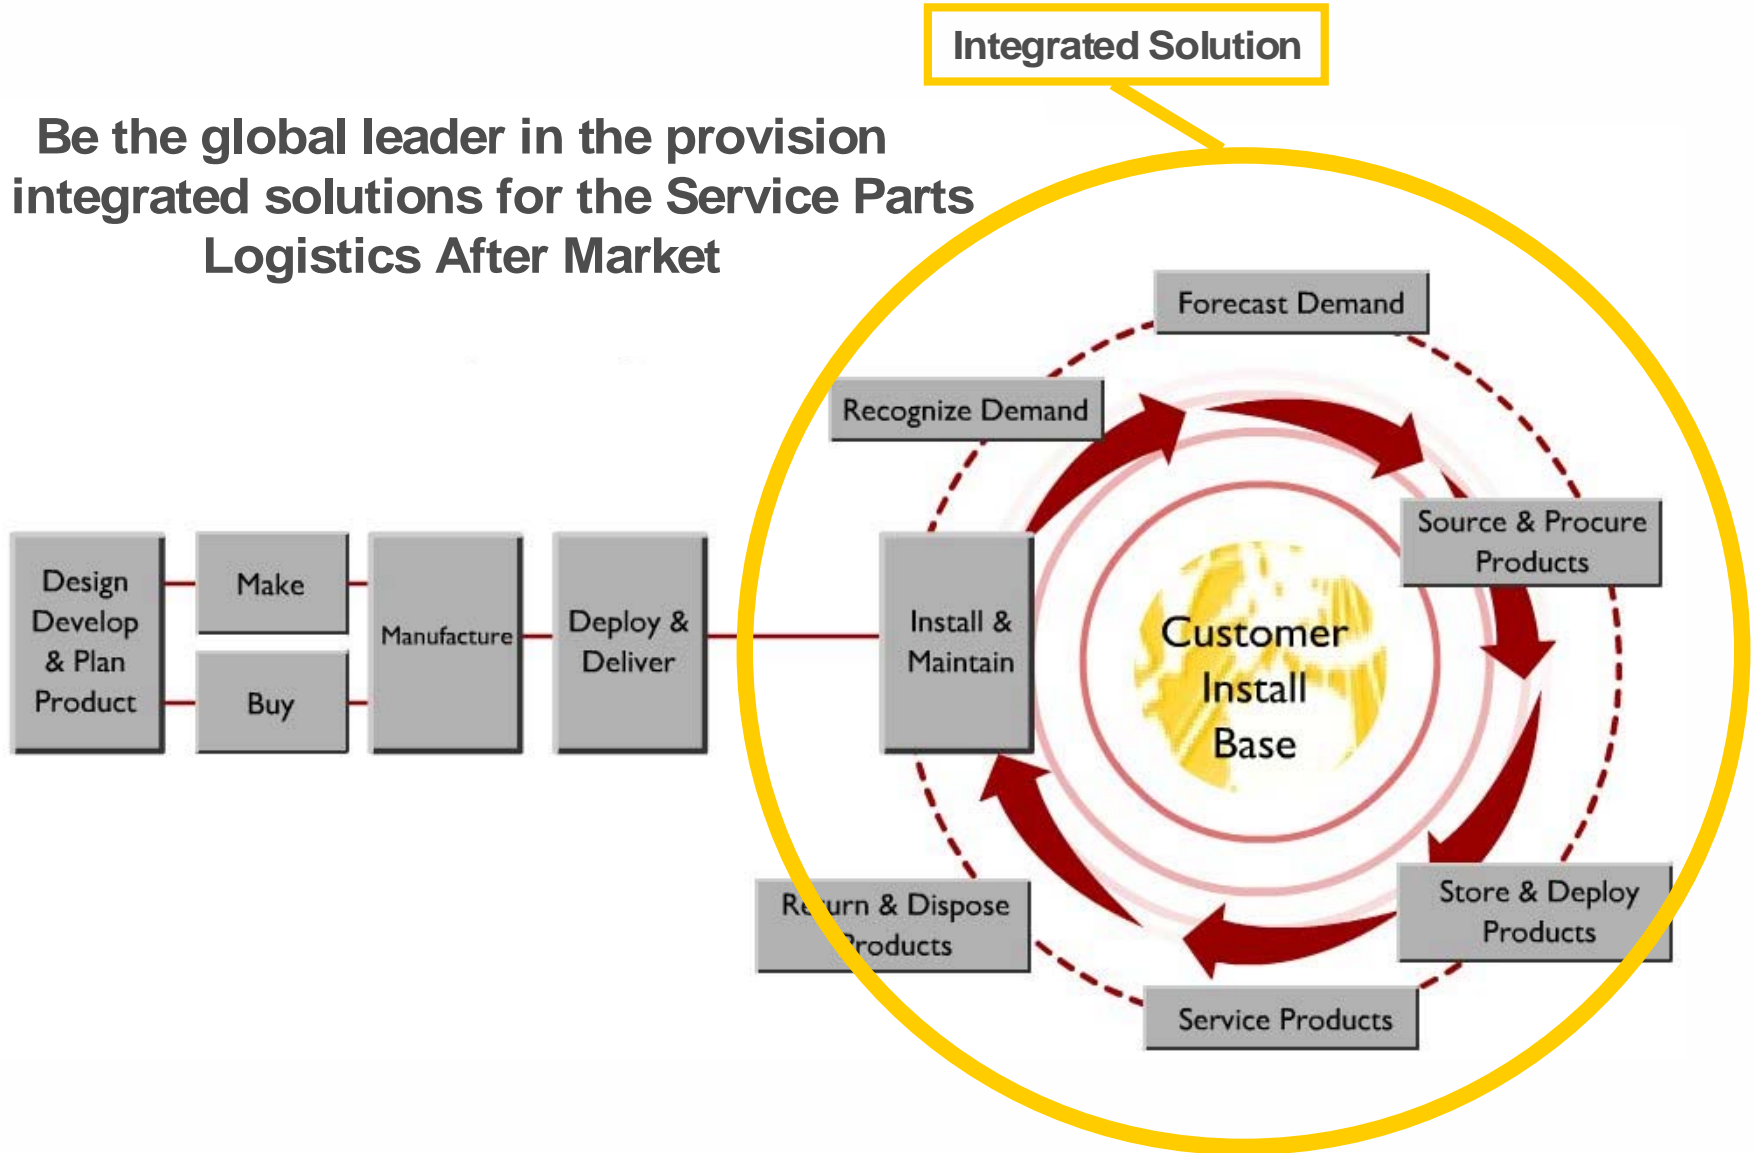 Integrated Solution
Be the global leader in the provision
integrated solutions for the Service Parts
Logistics After Market
Forecast Demand
Recognize Demand
Source & Procure
Products
Design
Develop
& Plan
Product
Make
Buy
Manufacture
Deploy &
Deliver
Install &
Maintain
Customer
Install
Base
Return & Dispose
Products
Store & Deploy
Products
Service Products